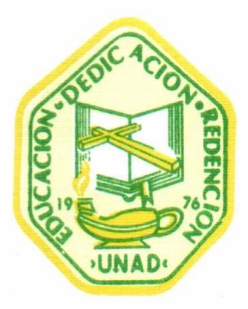 EDUCACION • DEDICACION • REDENCION
19 76
•UNAD•